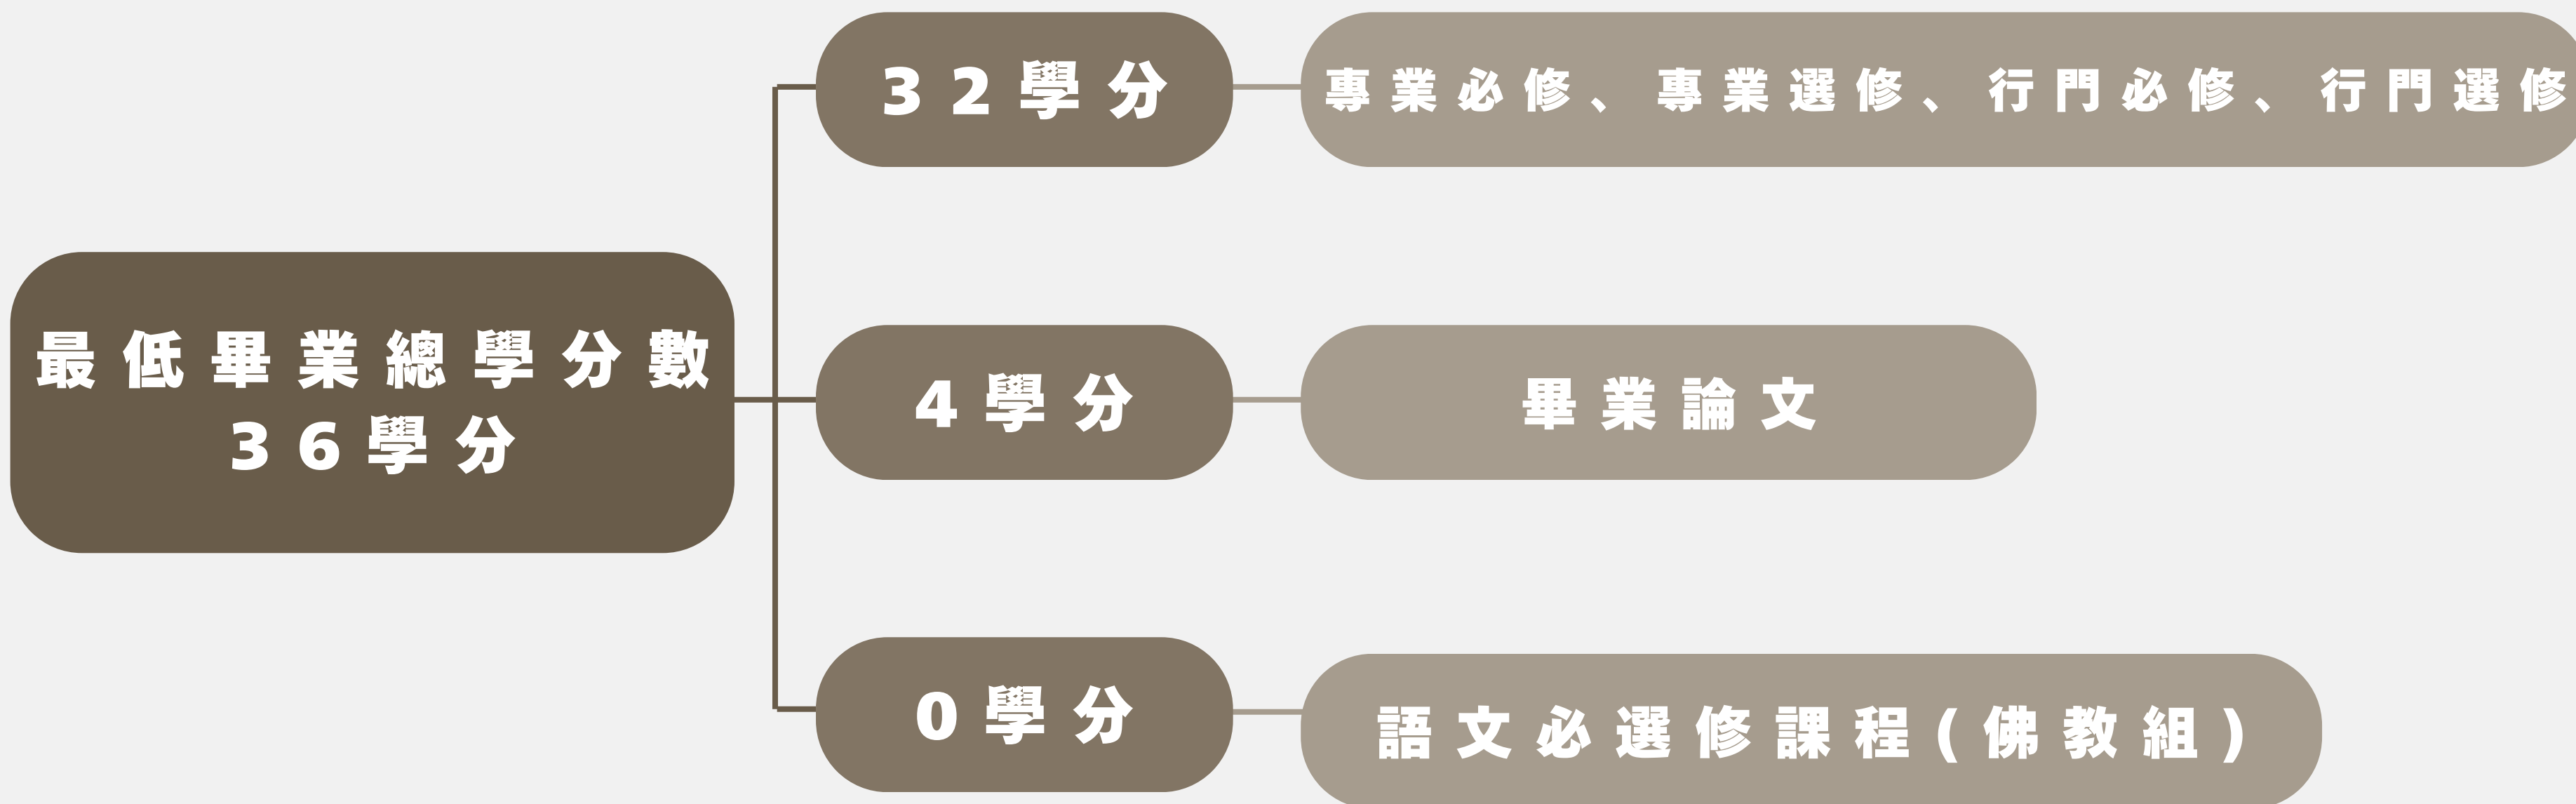 32學分
專業必修、專業選修、行門必修、行門選修
最低畢業總學分數
36學分
4學分
畢業論文
0學分
語文必選修課程(佛教組)